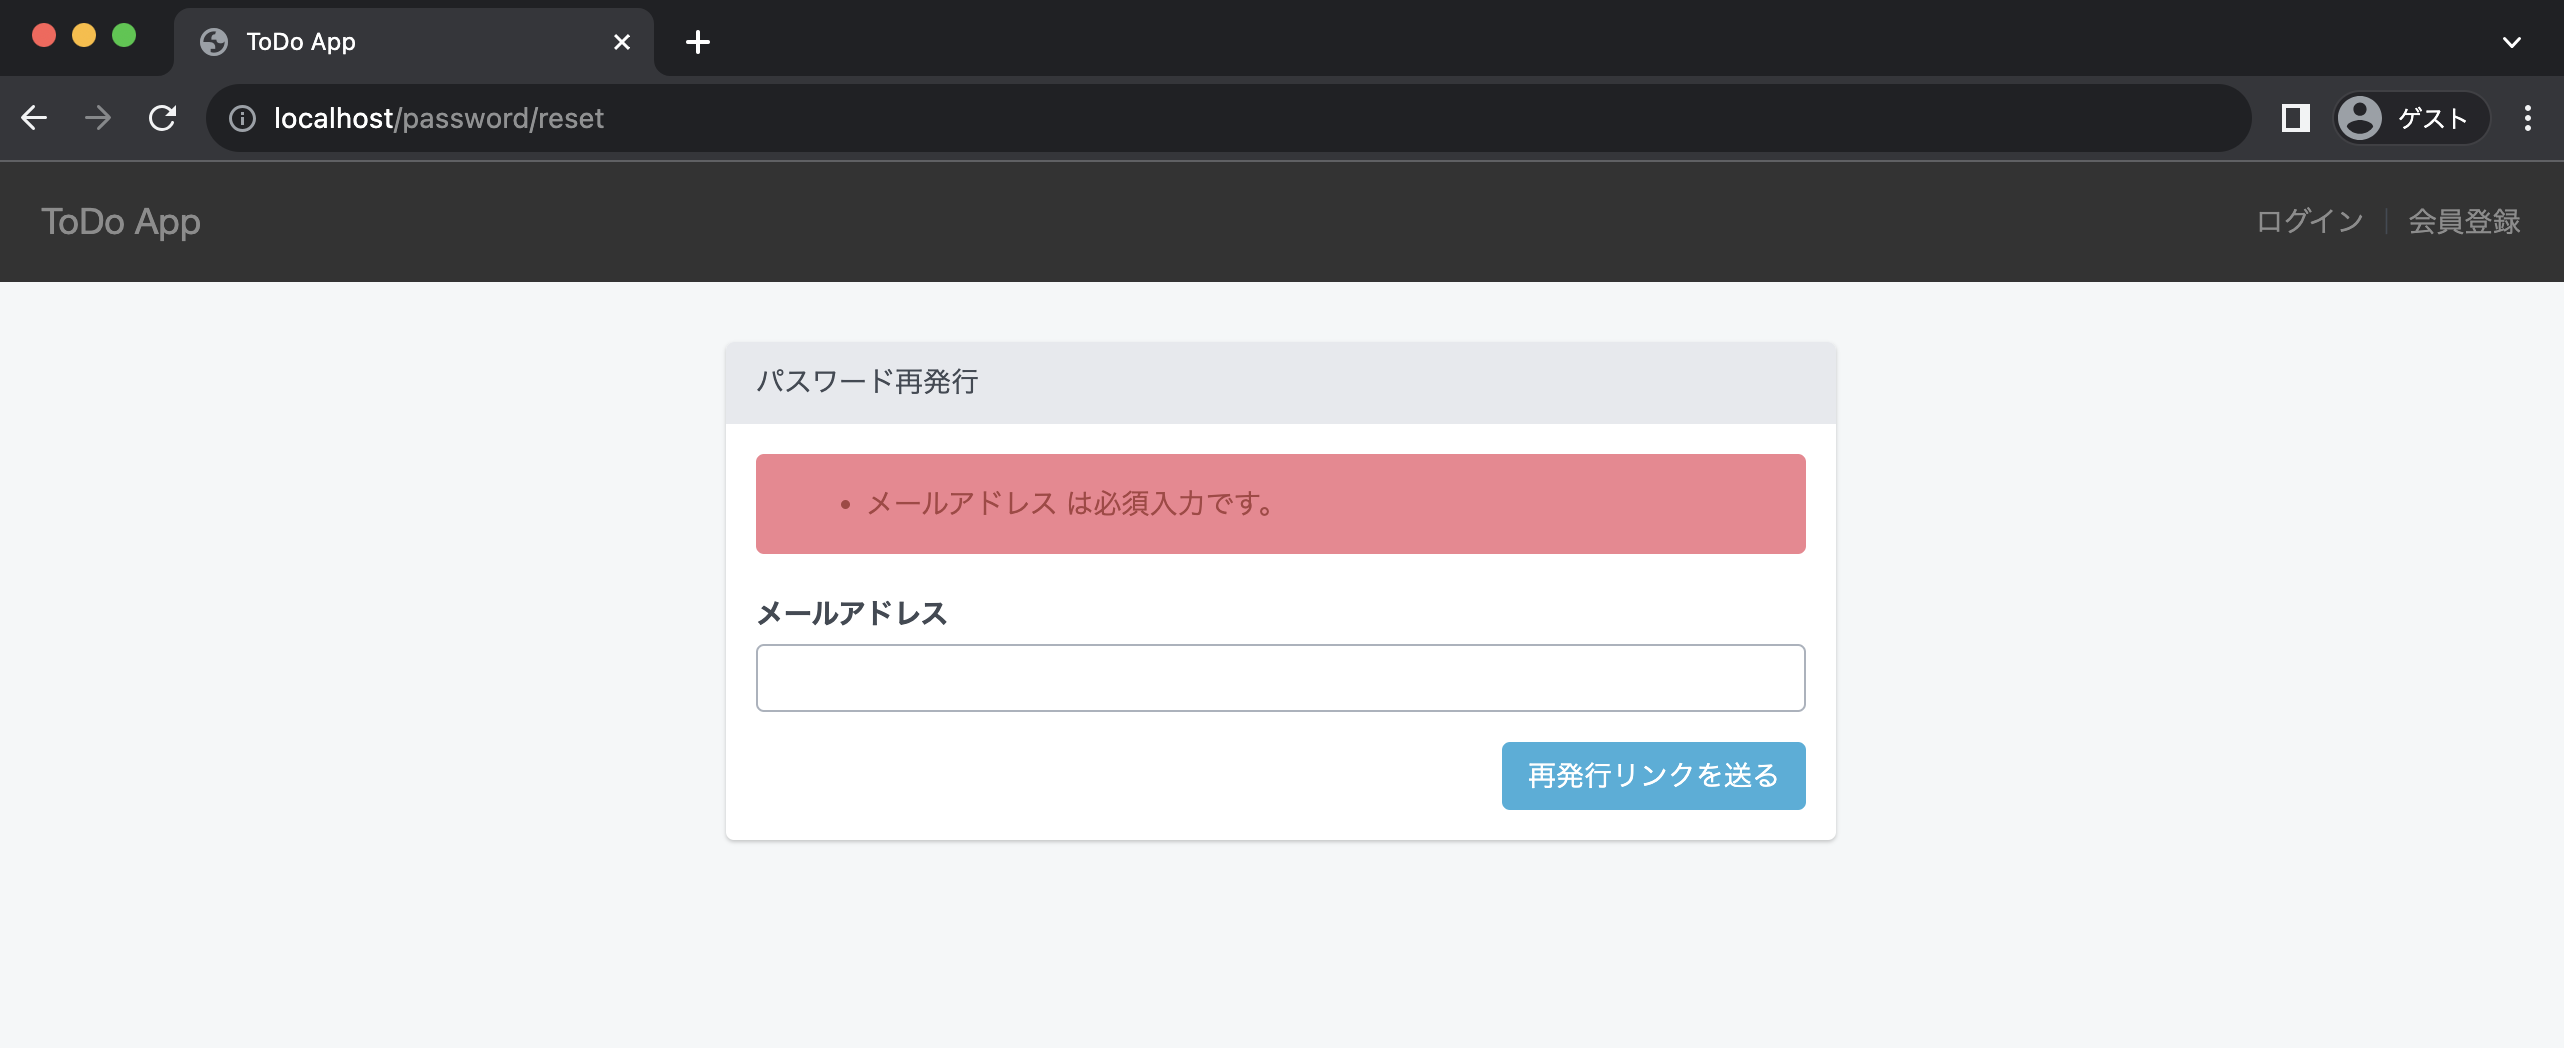 ToDo App
localhost/password/reset
ゲスト
ToDo App
ログイン | 会員登録
パスワード再発行
• メールアドレス は必須入力です。
メールアドレス
再発行リンクを送る